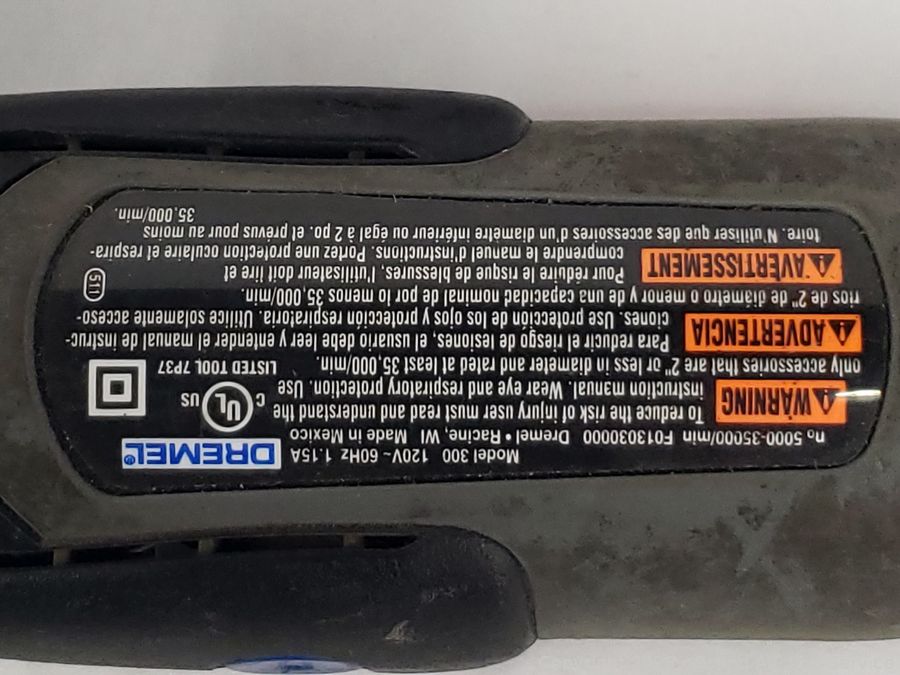 Model 300 120V~60Hz 1.15A DREMEL®
no 5000-35000/min F013030000 Dremel • Racine, WI Made in Mexico
WARNING To reduce the risk of injury user must read and understand the
instruction manual. Wear eye and respiratory protection. Use
only accessories that are 2" or less in diameter and rated at least 35,000/min.
C UL US
LISTED TOOL 7P37
ADVERTENCIA Para reducir el riesgo de lesiones, el usuario debe leer y entender el manual de instruc-
ciones. Use protección de los ojos y protección respiratoria. Utilice solamente acceso-
rios de 2" de diámetro o menor y de una capacidad nominal de por lo menos 35,000/min.
511
AVERTISSEMENT Pour réduire le risque de blessures, l'utilisateur doit lire et
comprendre le manuel d'instructions. Portez une protection oculaire et respira-
toire. N'utiliser que des accessoires d'un diamètre inférieur ou égal à 2 po. et prévus pour au moins
35,000/min.